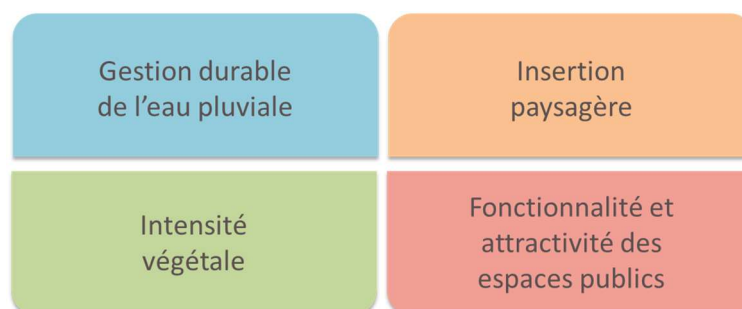 Gestion durable
de l’eau pluviale
Insertion
paysagère
Intensité
végétale
Fonctionnalité et
attractivité des
espaces publics